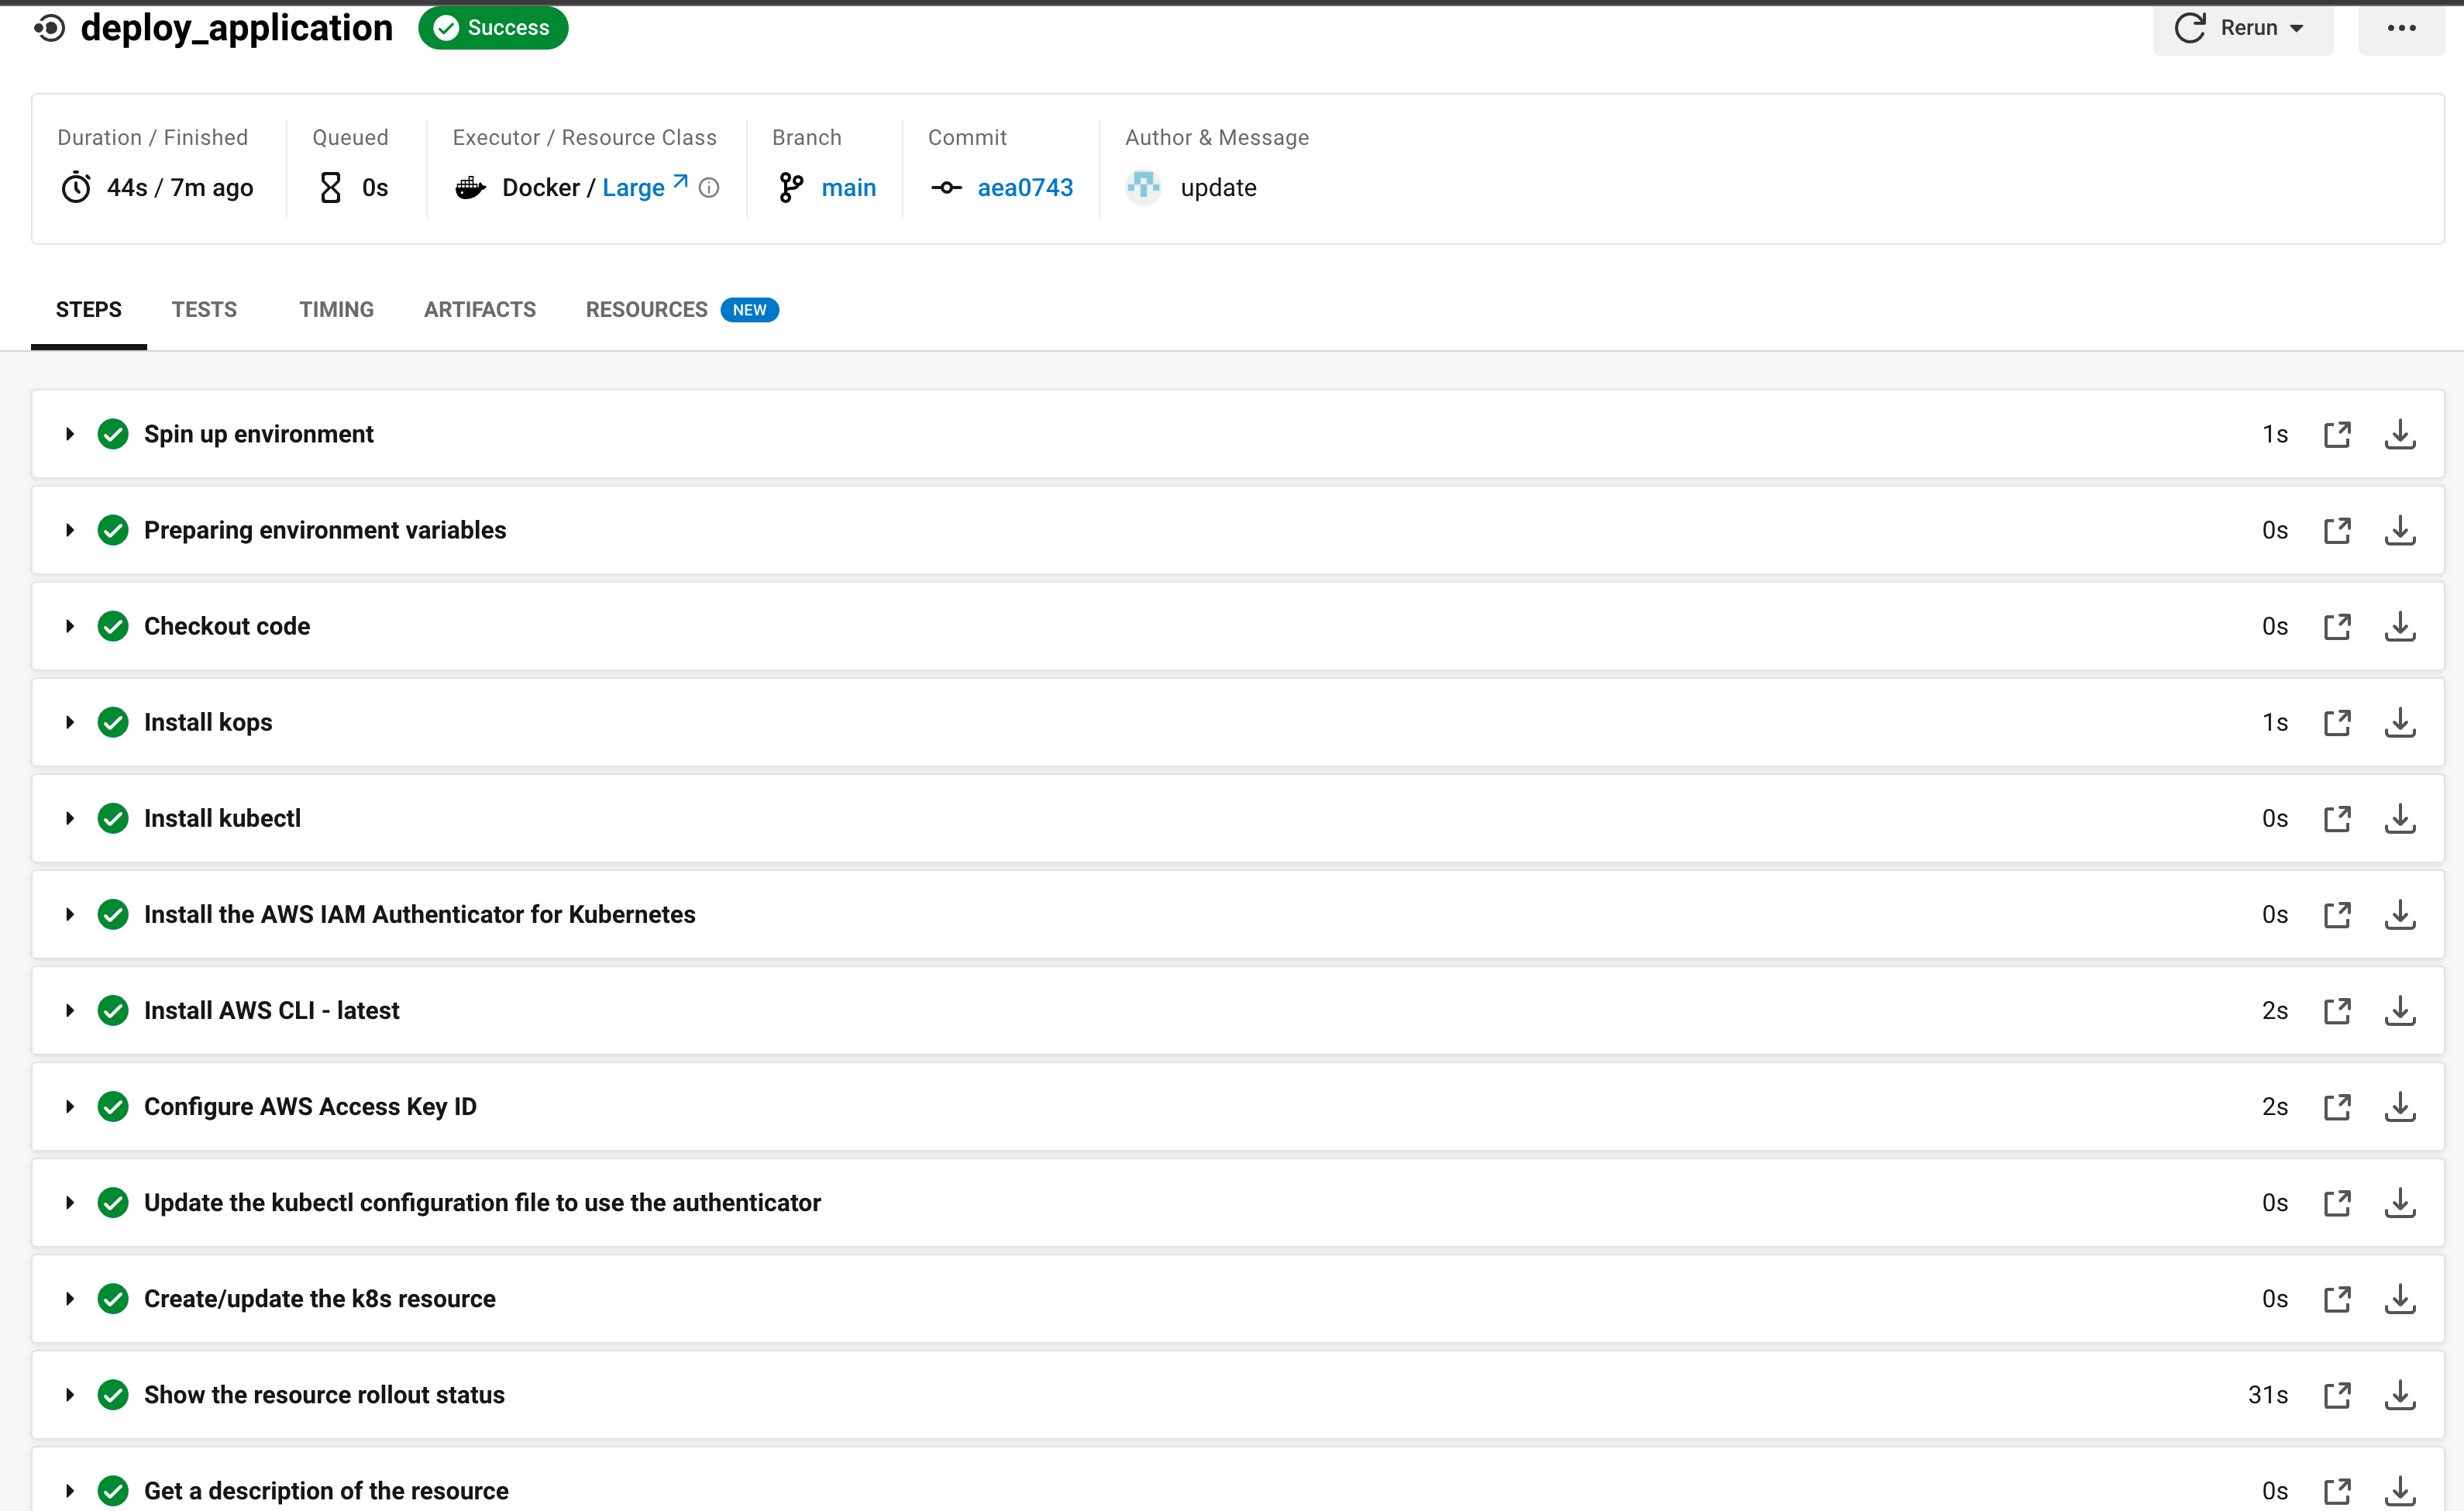 deploy_application Success Rerun
Duration / Finished Queued Executor / Resource Class Branch Commit Author & Message
44s / 7m ago 0s Docker / Large main aea0743 update
STEPS TESTS TIMING ARTIFACTS RESOURCES NEW
Spin up environment 1s
Preparing environment variables 0s
Checkout code 0s
Install kops 1s
Install kubectl 0s
Install the AWS IAM Authenticator for Kubernetes 0s
Install AWS CLI - latest 2s
Configure AWS Access Key ID 2s
Update the kubectl configuration file to use the authenticator 0s
Create/update the k8s resource 0s
Show the resource rollout status 31s
Get a description of the resource 0s